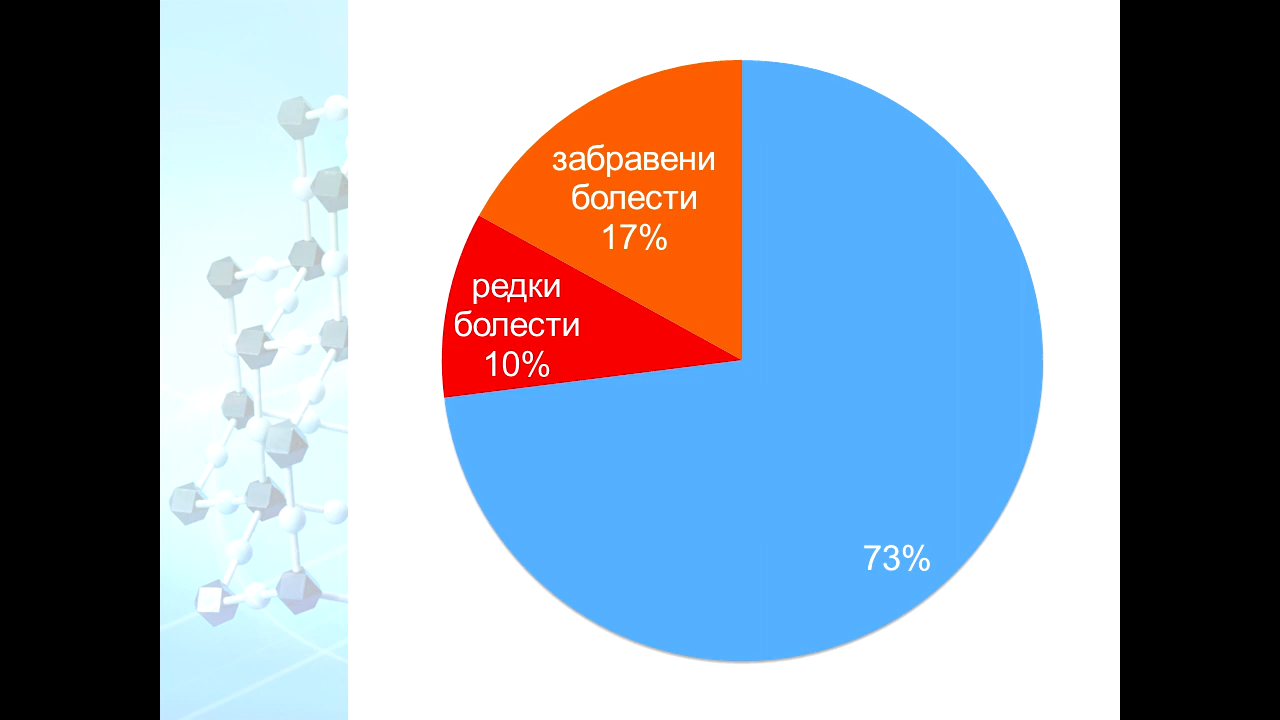 забравени
болести
17%
редки
болести
10%
73%